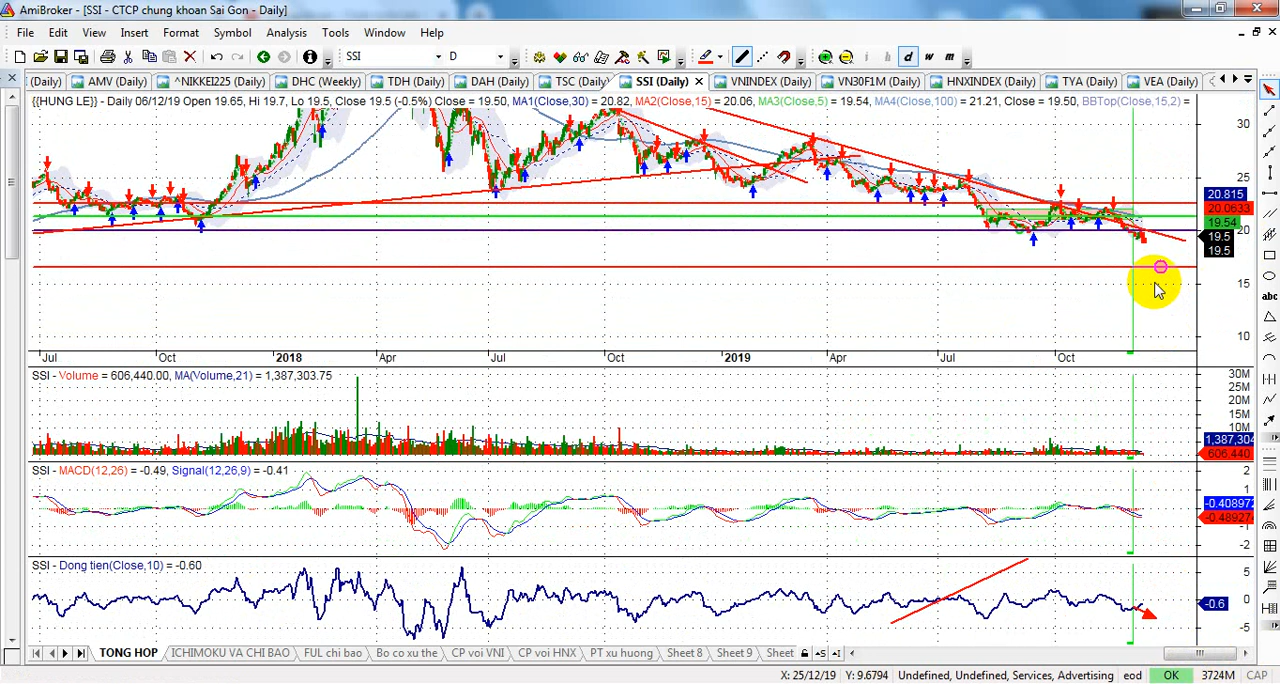 AmiBroker - [SSI - CTCP chung khoan Sai Gon - Daily]
File Edit View Insert Format Symbol Analysis Tools Window Help
SSI D i h d w m
(Daily) AMV (Daily) ^NIKKEI225 (Daily) DHC (Weekly) TDH (Daily) DAH (Daily) TSC (Daily) SSI (Daily) VNINDEX (Daily) VN30F1M (Daily) HNXINDEX (Daily) TYA (Daily) VEA (Daily)
{{HUNG LE}} - Daily 06/12/19 Open 19.65, Hi 19.7, Lo 19.5, Close 19.5 (-0.5%) Close = 19.50, MA1(Close,30) = 20.82, MA2(Close,15) = 20.06, MA3(Close,5) = 19.54, MA4(Close,100) = 21.21, Close = 19.50, BBTop(Close,15,2) =
30
25
20.815
20.0633
19.54
20
19.5
19.5
abc
15
10
Jul Oct 2018 Apr Jul Oct 2019 Apr Jul Oct
SSI - Volume = 606,440.00, MA(Volume,21) = 1,387,303.75
30M
25M
20M
15M
10M
1,387,304
606,440
SSI - MACD(12,26) = -0.49, Signal(12,26,9) = -0.41
2
1
-0.408972
-0.48927
-2
SSI - Dong tien(Close,10) = -0.60
5
0
-0.6
-5
TONG HOP ICHIMOKU VA CHI BAO FUL chi bao Bo co xu the CP voi VNI CP voi HNX PT xu huong Sheet 8 Sheet 9 Sheet
X: 25/12/19 Y: 9.6794 Undefined, Undefined, Services, Advertising eod OK 3724M CAP